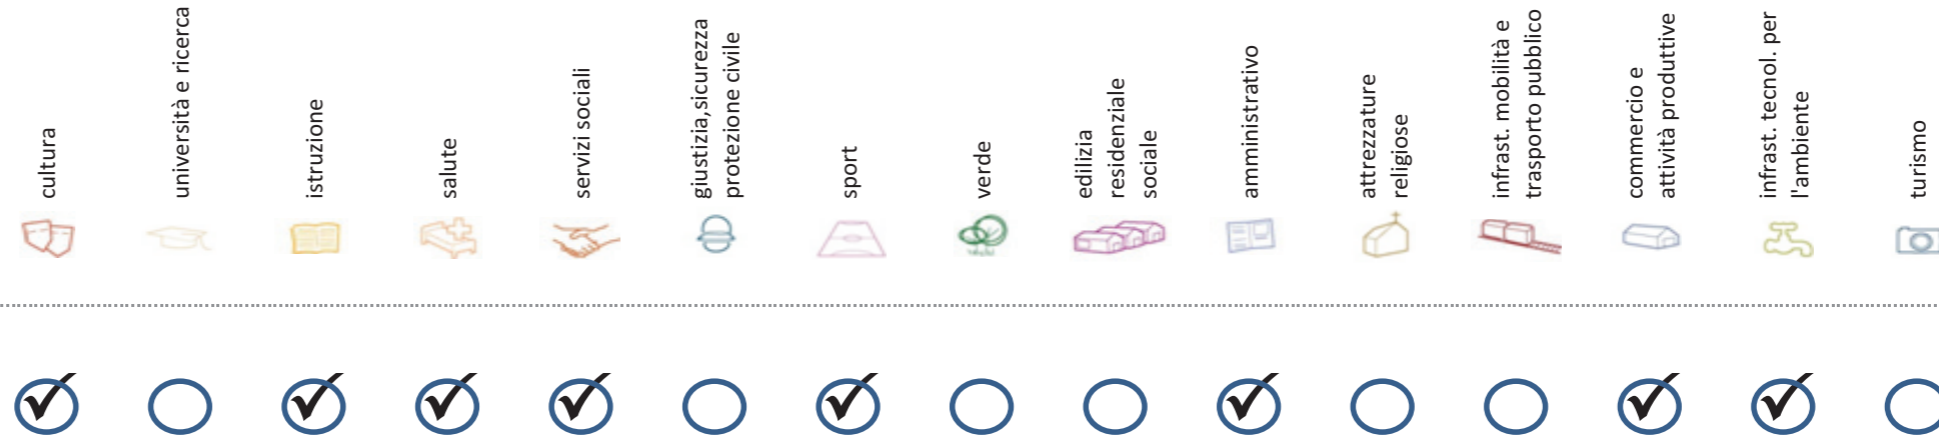 cultura
università e ricerca
istruzione
salute
servizi sociali
giustizia,sicurezza
protezione civile
sport
verde
edilizia
residenziale
sociale
amministrativo
attrezzature
religiose
infrast. mobilità e
trasporto pubblico
commercio e
attività produttive
infrast. tecnol. per
l'ambiente
turismo